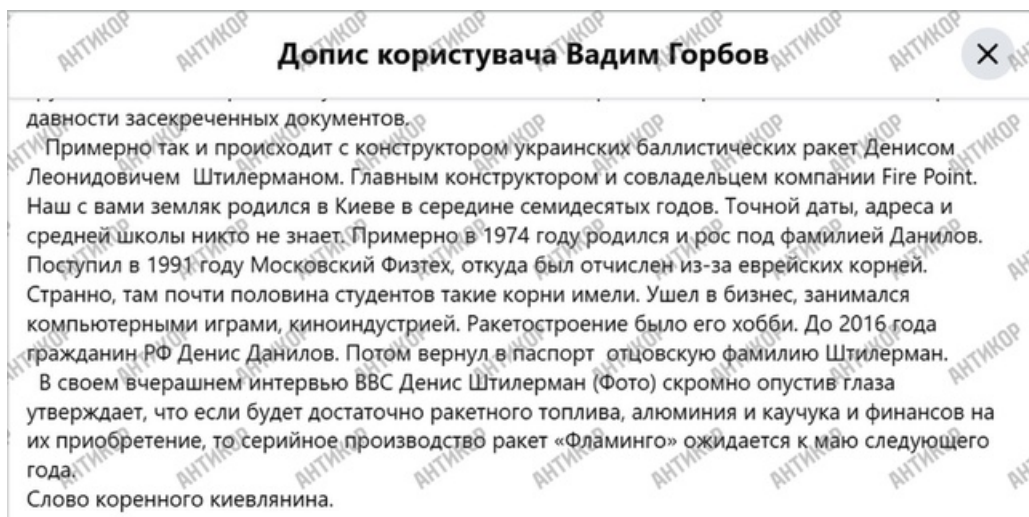 Допис користувача Вадим Горбов
давности засекреченных документов.
Примерно так и происходит с конструктором украинских баллистических ракет Денисом
Леонидовичем Штилерманом. Главным конструктором и совладельцем компании Fire Point.
Наш с вами земляк родился в Киеве в середине семидесятых годов. Точной даты, адреса и
средней школы никто не знает. Примерно в 1974 году родился и рос под фамилией Данилов.
Поступил в 1991 году Московский Физтех, откуда был отчислен из-за еврейских корней.
Странно, там почти половина студентов такие корни имели. Ушел в бизнес, занимался
компьютерными играми, киноиндустрией. Ракетостроение было его хобби. До 2016 года
гражданин РФ Денис Данилов. Потом вернул в паспорт отцовскую фамилию Штилерман.
В своем вчерашнем интервью ВВС Денис Штилерман (Фото) скромно опустив глаза
утверждает, что если будет достаточно ракетного топлива, алюминия и каучука и финансов на
их приобретение, то серийное производство ракет «Фламинго» ожидается к маю следующего
года.
Слово коренного киевлянина.
АНТИКОР